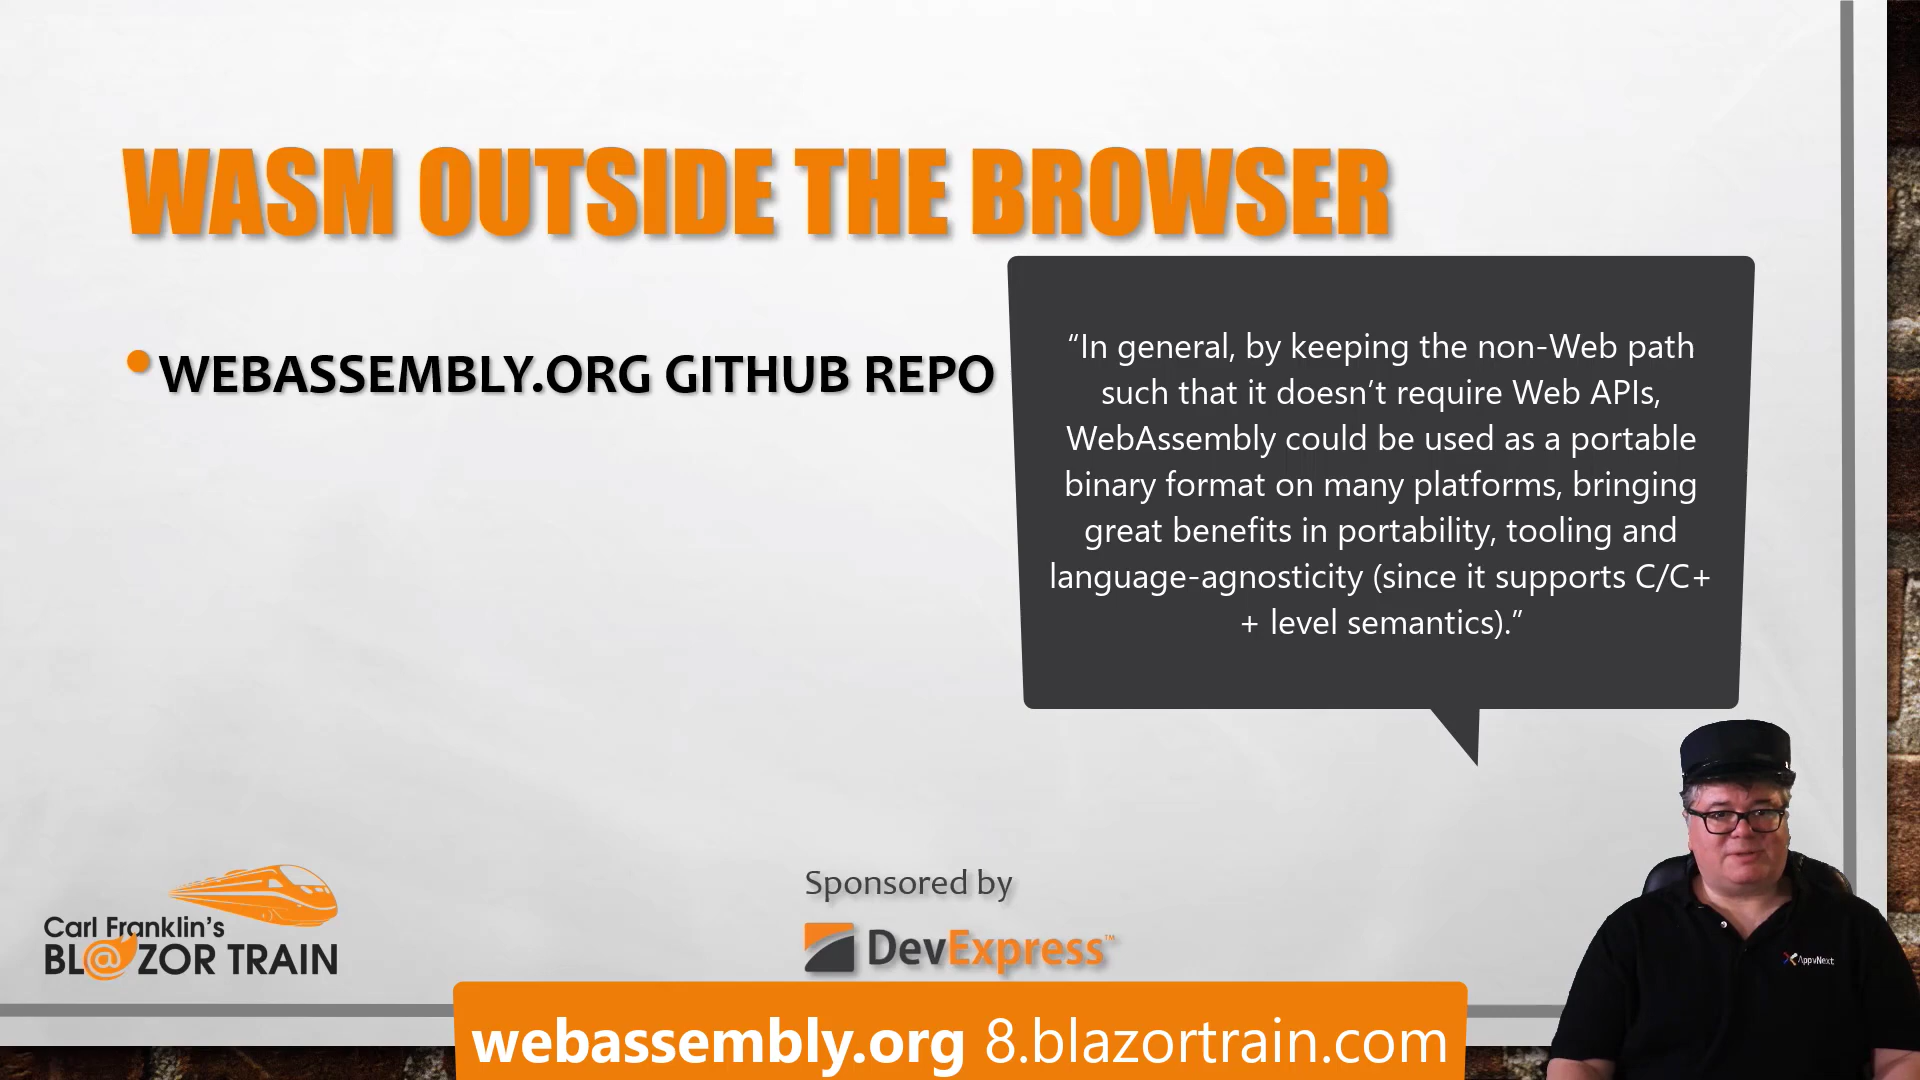 WASM OUTSIDE THE BROWSER
WEBASSEMBLY.ORG GITHUB REPO
“In general, by keeping the non-Web path
such that it doesn’t require Web APIs,
WebAssembly could be used as a portable
binary format on many platforms, bringing
great benefits in portability, tooling and
language-agnosticity (since it supports C/C+
+ level semantics).”
Carl Franklin’s
BL@ZOR TRAIN
Sponsored by
DevExpress™
AppvNext
webassembly.org 8.blazortrain.com